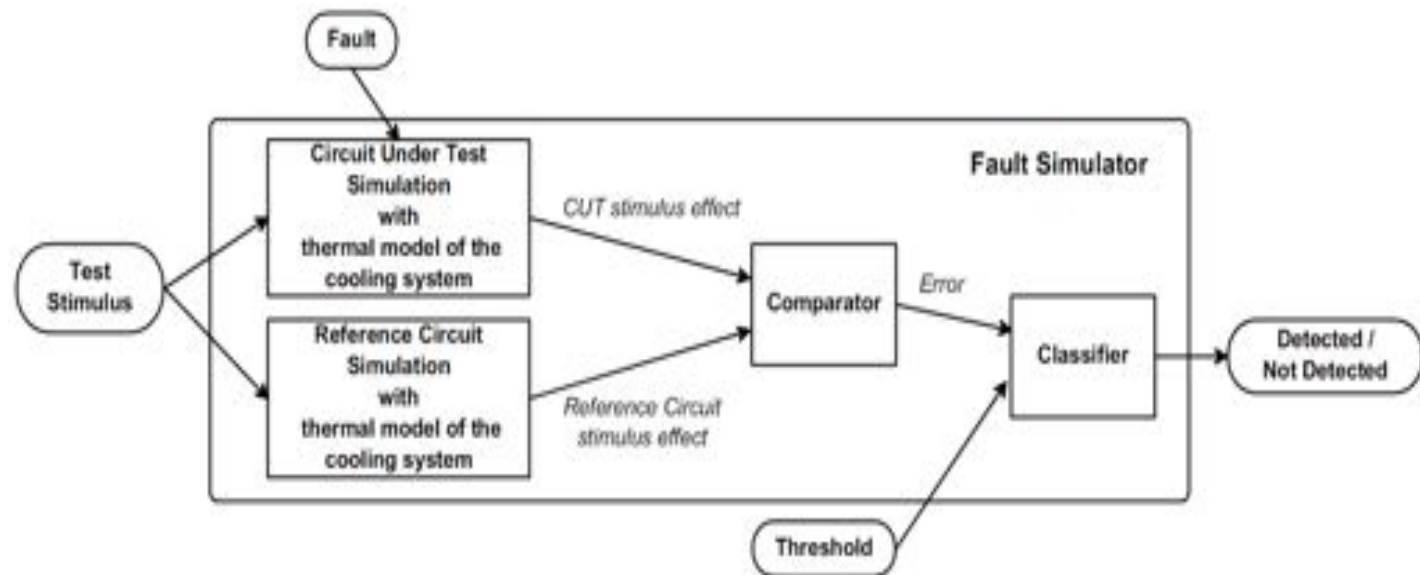 Fault
Circuit Under Test
Simulation
with
thermal model of the
cooling system
Fault Simulator
CUT stimulus effect
Test
Stimulus
Comparator
Error
Classifier
Detected /
Not Detected
Reference Circuit
Simulation
with
thermal model of the
cooling system
Reference Circuit
stimulus effect
Threshold